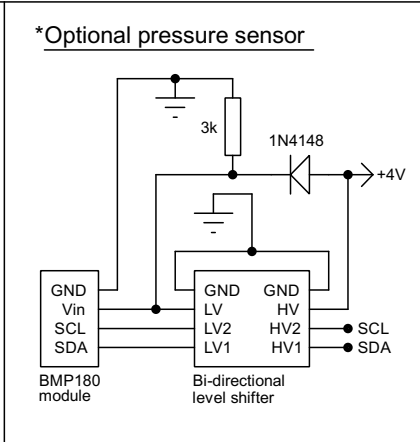 *Optional pressure sensor
3k
1N4148
+4V
GND
Vin
SCL
SDA
BMP180
module
GND GND
LV HV
LV2 HV2
LV1 HV1
Bi-directional
level shifter
SCL
SDA